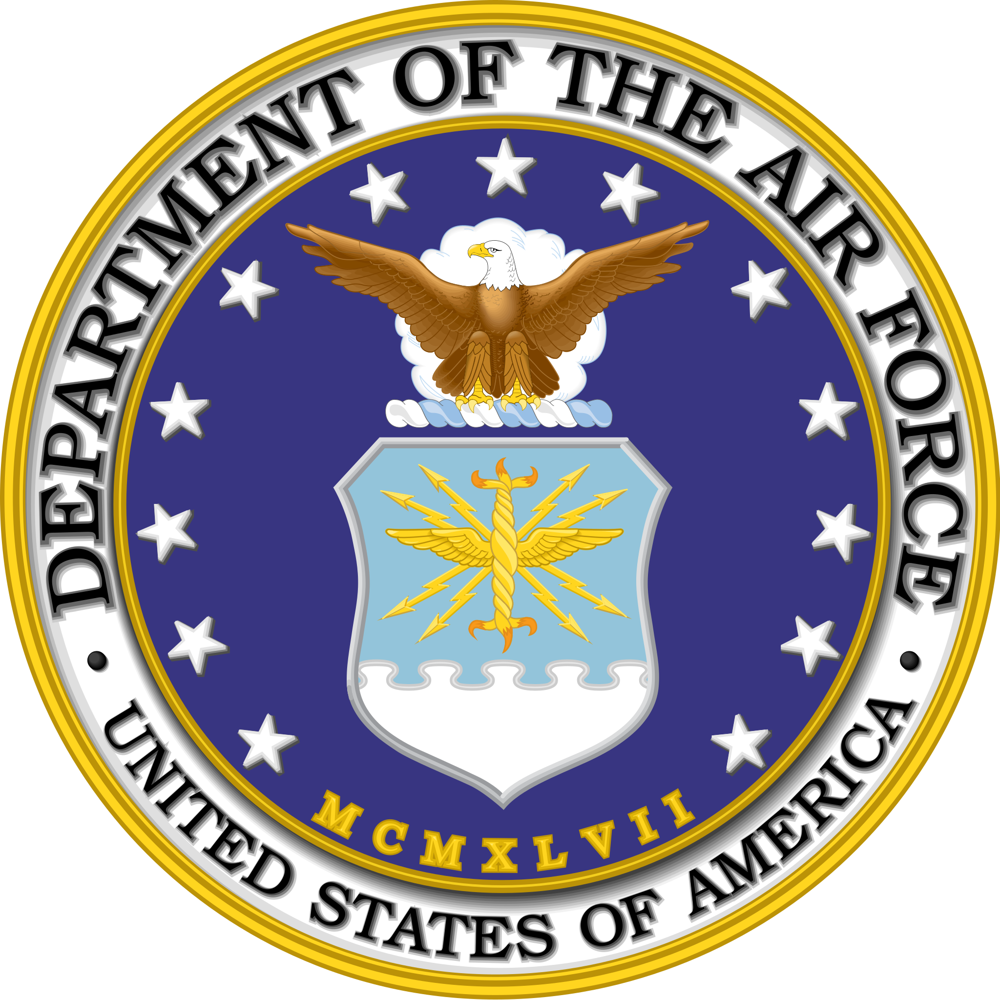 DEPARTMENT OF THE AIR FORCE
MCMXLVII
• UNITED STATES OF AMERICA •